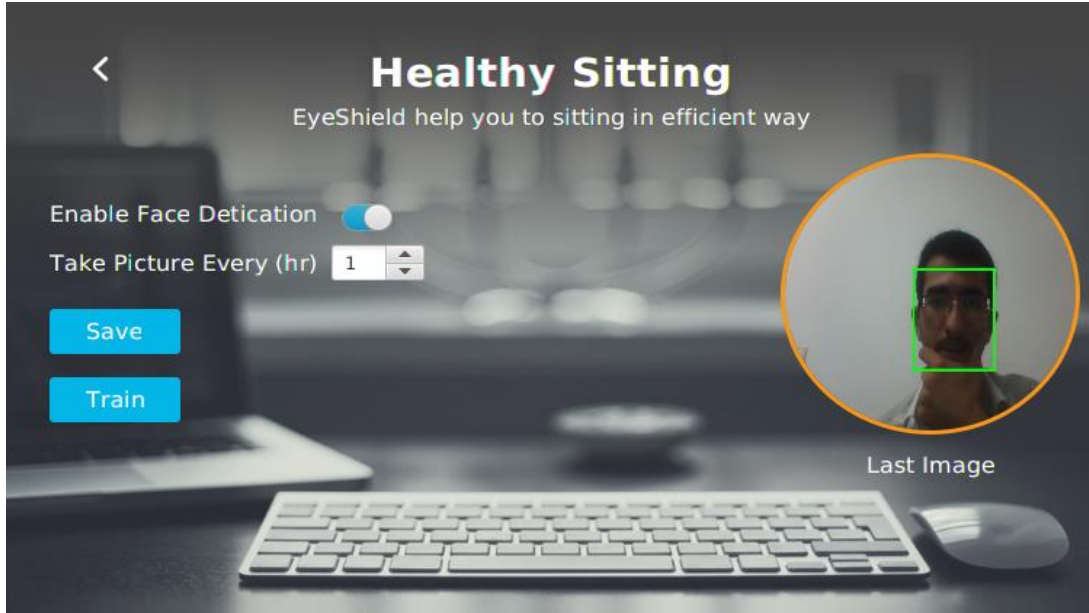 Healthy Sitting
EyeShield help you to sitting in efficient way
Enable Face Detication
Take Picture Every (hr) 1
Save
Train
Last Image